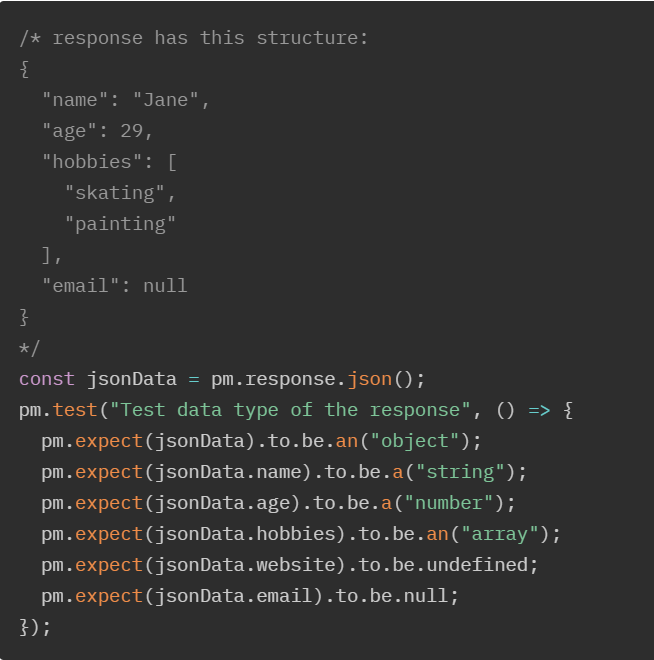 /* response has this structure:
{
  "name": "Jane",
  "age": 29,
  "hobbies": [
    "skating",
    "painting"
  ],
  "email": null
}
*/
const jsonData = pm.response.json();
pm.test("Test data type of the response", () => {
  pm.expect(jsonData).to.be.an("object");
  pm.expect(jsonData.name).to.be.a("string");
  pm.expect(jsonData.age).to.be.a("number");
  pm.expect(jsonData.hobbies).to.be.an("array");
  pm.expect(jsonData.website).to.be.undefined;
  pm.expect(jsonData.email).to.be.null;
});